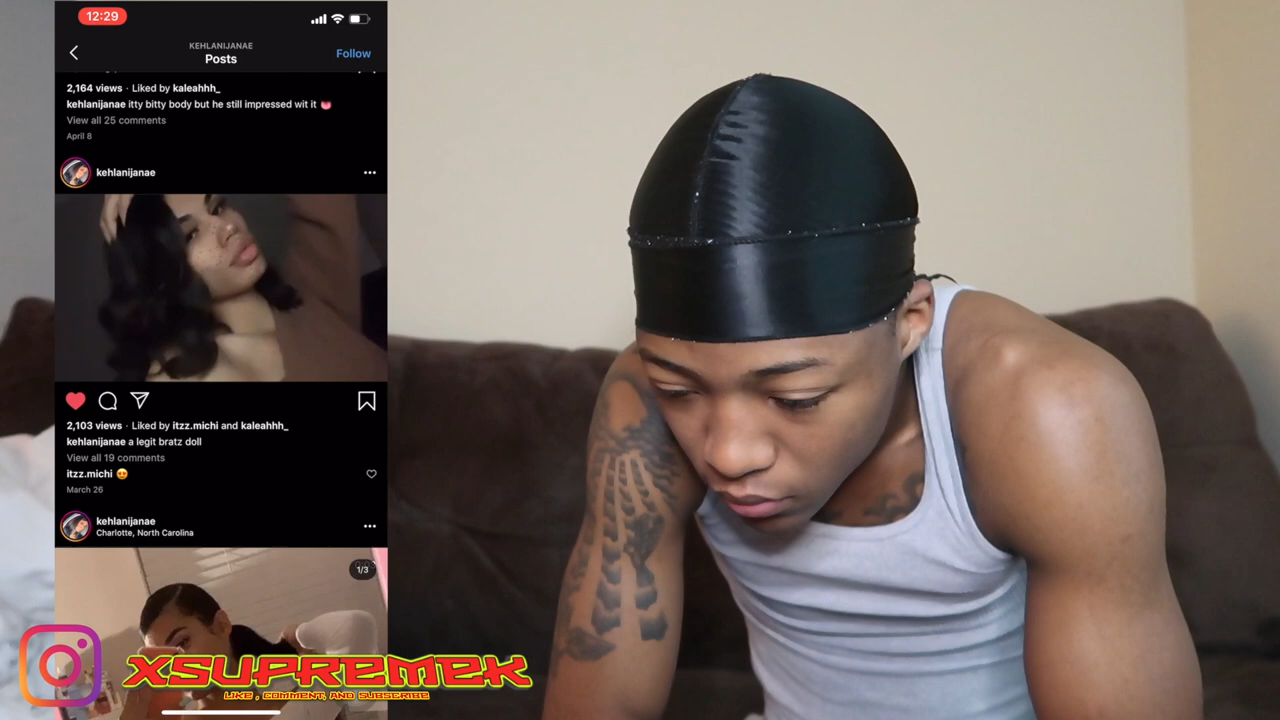 12:29
KEHLANIJANAE
Posts
Follow
2,164 views · Liked by kaleahhh_
kehlanijanae itty bitty body but he still impressed wit it 👅
View all 25 comments
April 8
kehlanijanae
2,103 views · Liked by itzz.michi and kaleahhh_
kehlanijanae a legit bratz doll
View all 19 comments
itzz.michi 😍
March 26
kehlanijanae
Charlotte, North Carolina
1/3
XSUPREMEK
LIKE , COMMENT, AND SUBSCRIBE